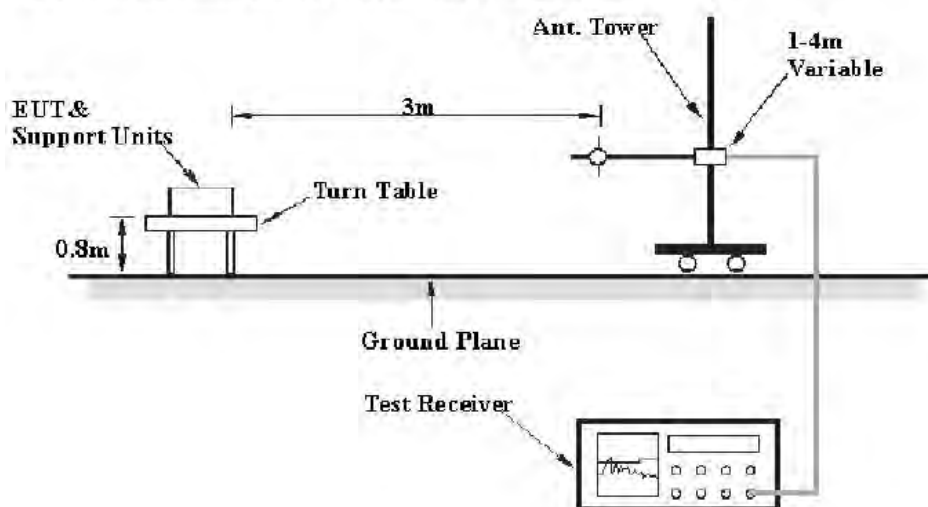 Ant. Tower
1-4m
Variable
EUT &
Support Units
3m
Turn Table
0.8m
Ground Plane
Test Receiver